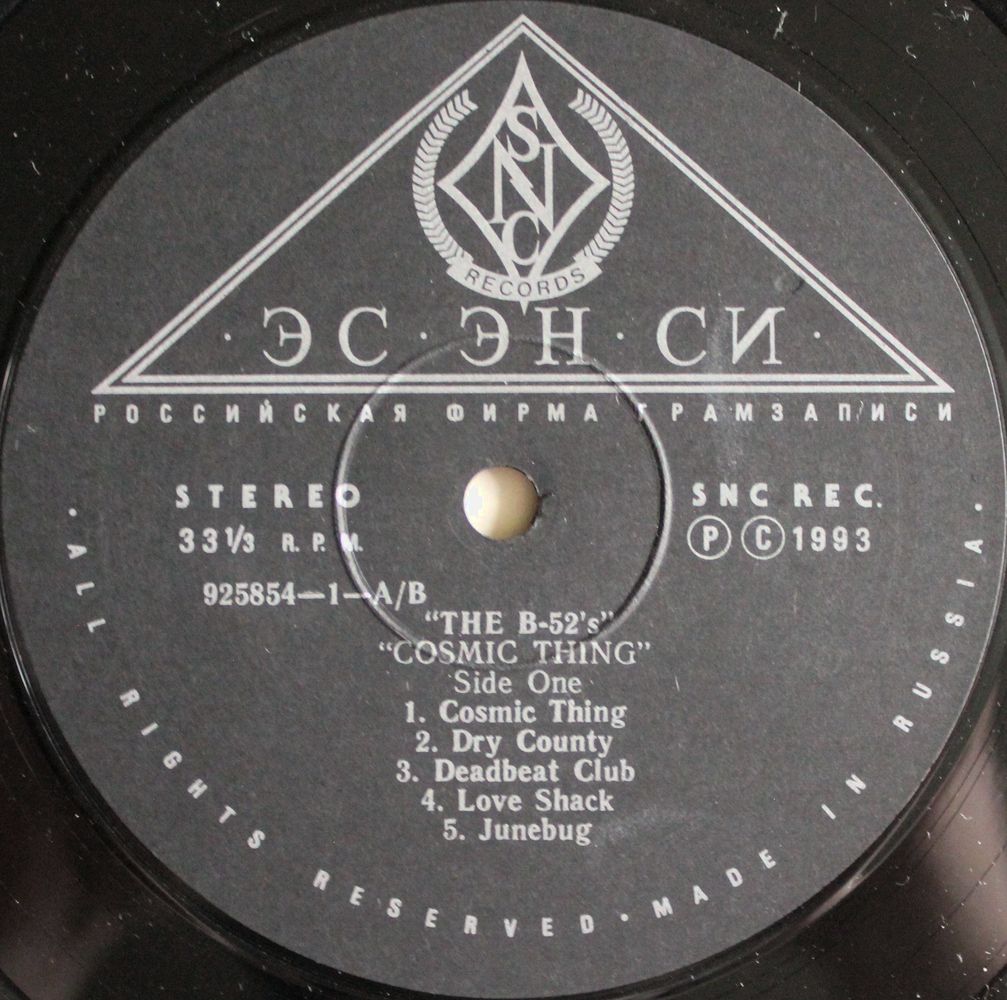 SNC
RECORDS
· ЭС · ЭН · СИ ·
РОССИЙСКАЯ ФИРМА ГРАМЗАПИСИ
STEREO
33 1/3 R. P. M.
SNC REC.
Ⓟ Ⓒ 1993
925854—1—A/B
“THE B-52's”
“COSMIC THING”
Side One
1. Cosmic Thing
2. Dry County
3. Deadbeat Club
4. Love Shack
5. Junebug
· ALL RIGHTS RESERVED · MADE IN RUSSIA ·